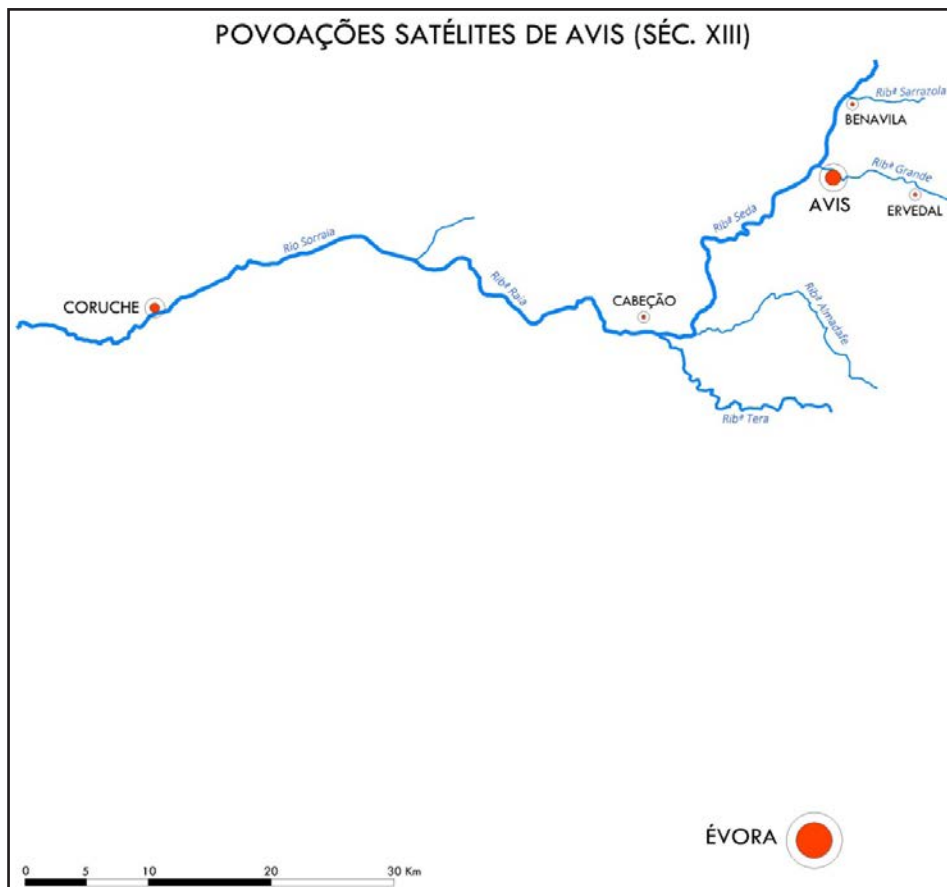 POVOAÇÕES SATÉLITES DE AVIS (SÉC. XIII)
Ribª Sarrazola
BENAVILA
Ribª Grande
AVIS
ERVEDAL
Ribª Seda
Rio Sorraia
Ribª Raia
CABEÇÃO
CORUCHE
Ribª Almadafe
Ribª Tera
ÉVORA
0 5 10 20 30 Km